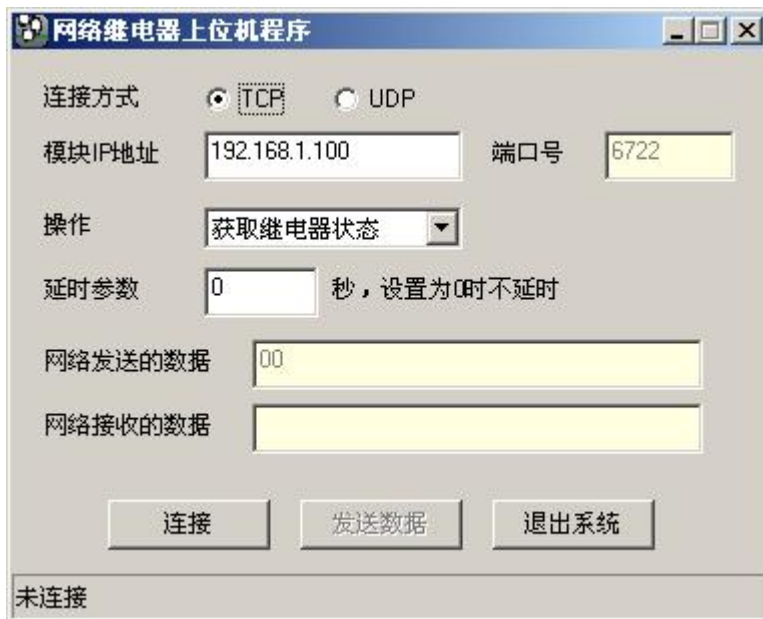 网络继电器上位机程序
连接方式 TCP UDP
模块IP地址 192.168.1.100 端口号 6722
操作 获取继电器状态
延时参数 0 秒，设置为0时不延时
网络发送的数据 00
网络接收的数据
连接 发送数据 退出系统
未连接